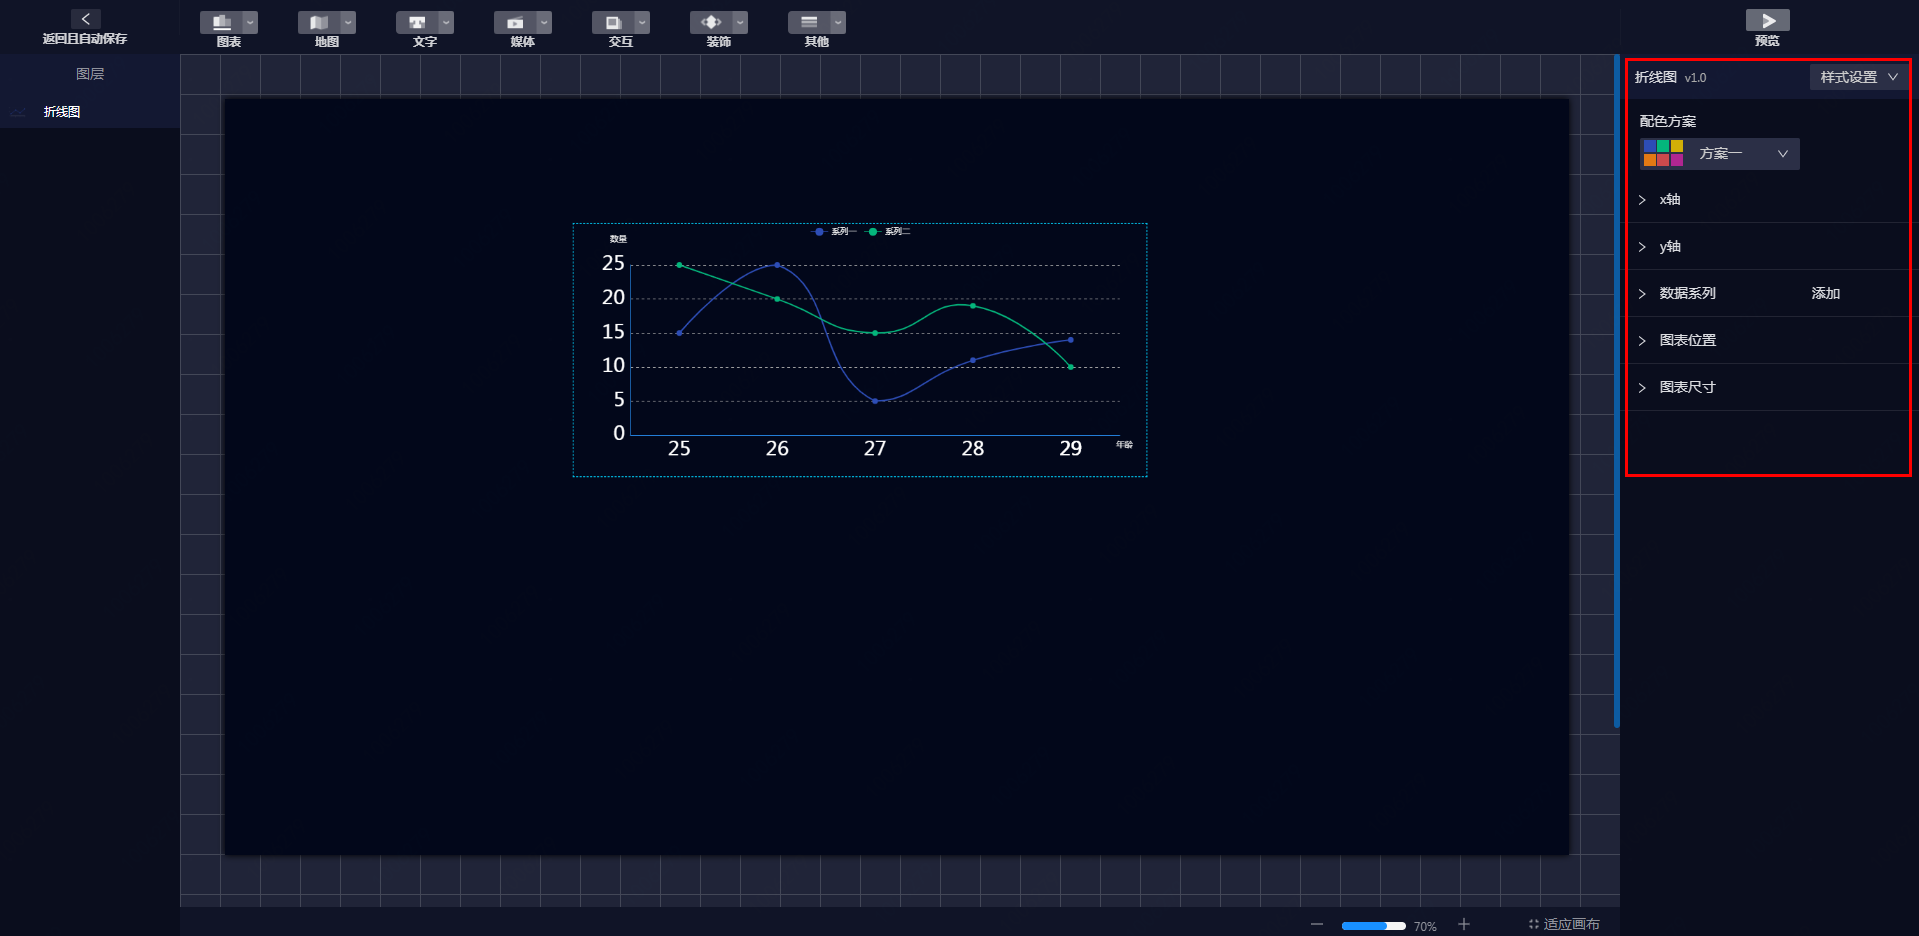 返回且自动保存
图表
地图
文字
媒体
交互
装饰
其他
预览
图层
折线图
数量
系列一
系列二
25
20
15
10
5
0
25
26
27
28
29
年龄
折线图 v1.0
样式设置
配色方案
方案一
x轴
y轴
数据系列
添加
图表位置
图表尺寸
70%
适应画布